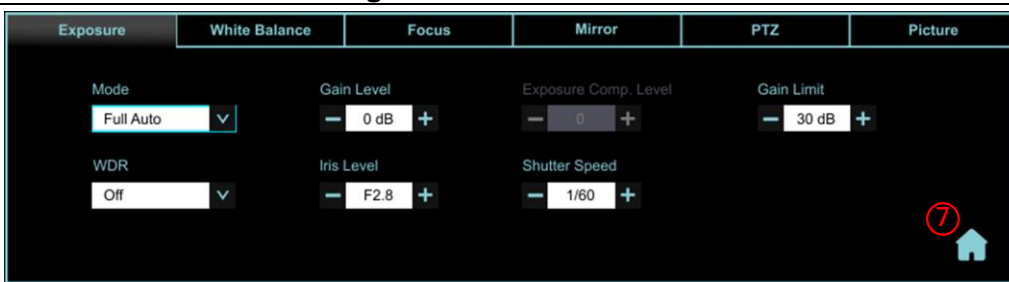 Exposure White Balance Focus Mirror PTZ Picture
Mode Gain Level Exposure Comp. Level Gain Limit
Full Auto 0 dB 0 30 dB
WDR Iris Level Shutter Speed
Off F2.8 1/60
7